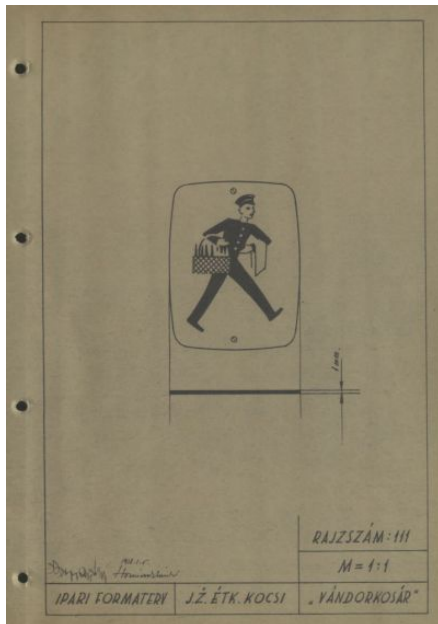 1 mm.
RAJZSZÁM: 111
M = 1:1
IPARI FORMATERV
J.Ž. ÉTK. KOCSI
„VÁNDORKOSÁR"